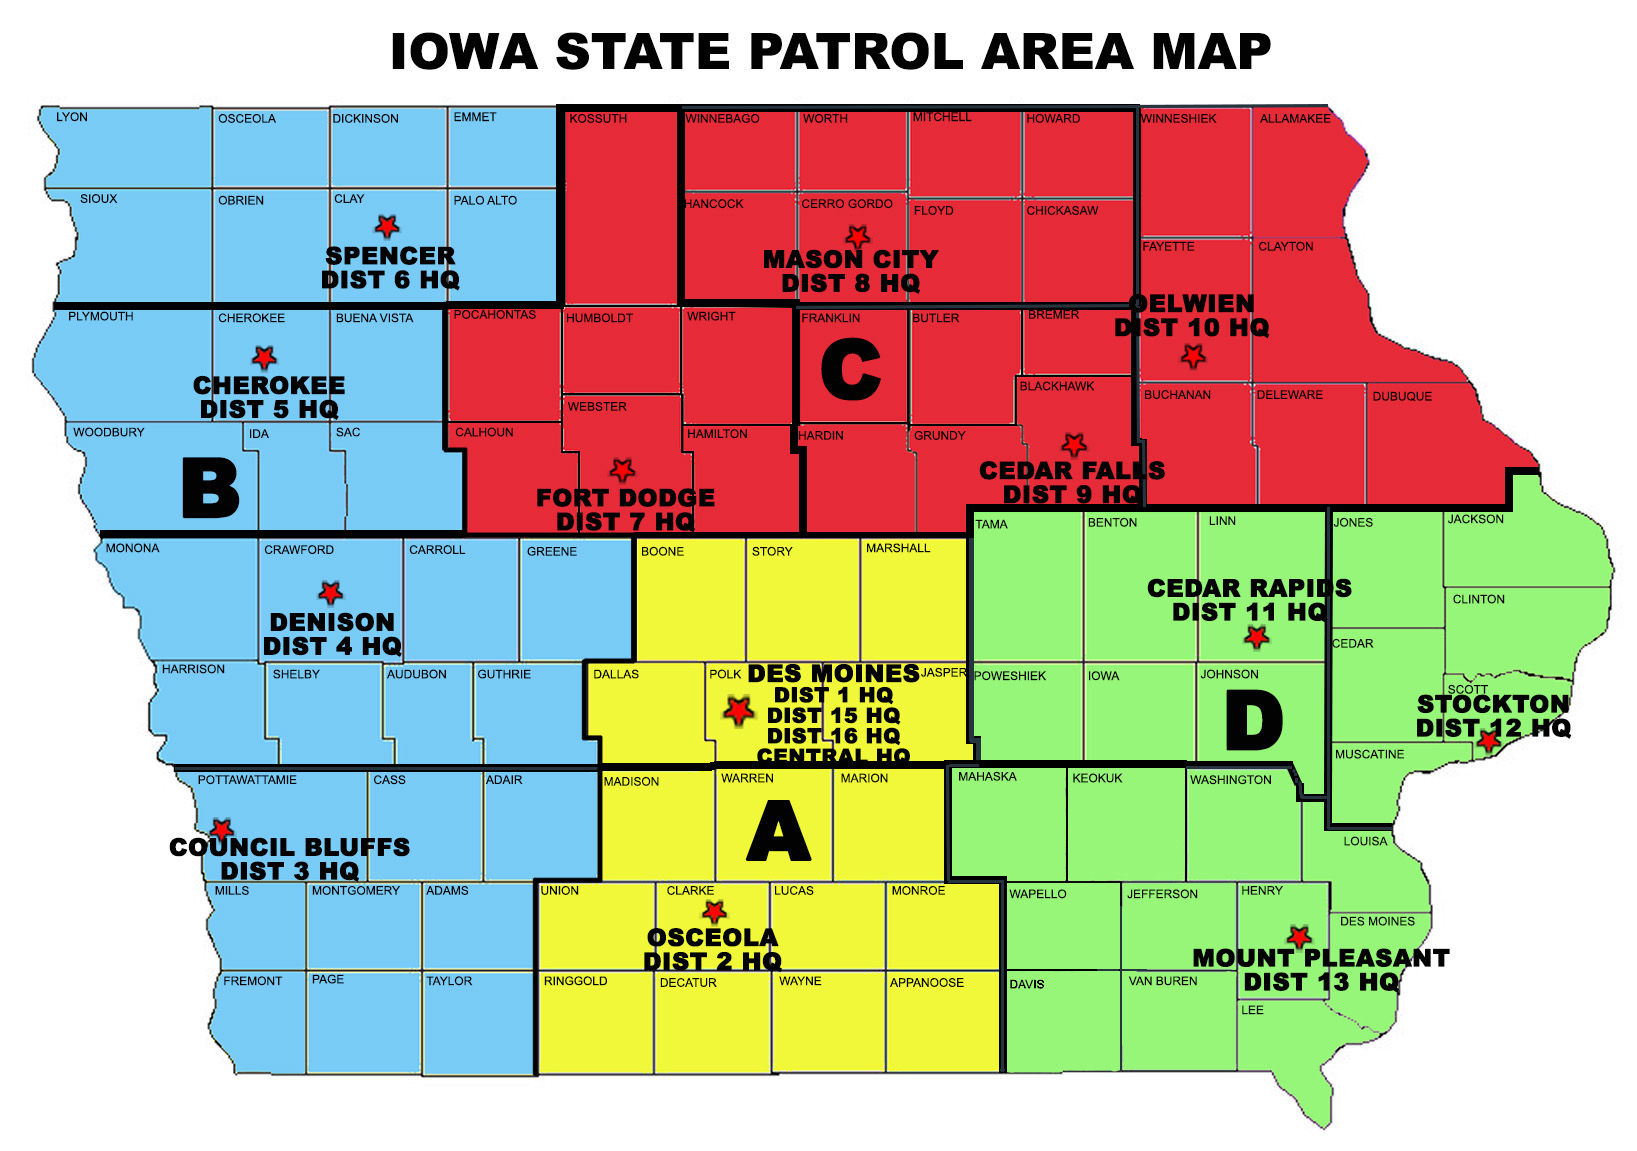 IOWA STATE PATROL AREA MAP
LYON
OSCEOLA
DICKINSON
EMMET
KOSSUTH
WINNEBAGO
WORTH
MITCHELL
HOWARD
WINNESHIEK
ALLAMAKEE
SIOUX
OBRIEN
CLAY
PALO ALTO
HANCOCK
CERRO GORDO
FLOYD
CHICKASAW
SPENCER
DIST 6 HQ
MASON CITY
DIST 8 HQ
FAYETTE
CLAYTON
OELWIEN
DIST 10 HQ
PLYMOUTH
CHEROKEE
BUENA VISTA
POCAHONTAS
HUMBOLDT
WRIGHT
FRANKLIN
BUTLER
BREMER
CHEROKEE
DIST 5 HQ
C
BLACKHAWK
BUCHANAN
DELEWARE
DUBUQUE
WEBSTER
WOODBURY
IDA
SAC
CALHOUN
HAMILTON
HARDIN
GRUNDY
B
FORT DODGE
DIST 7 HQ
CEDAR FALLS
DIST 9 HQ
TAMA
BENTON
LINN
JONES
JACKSON
MONONA
CRAWFORD
CARROLL
GREENE
BOONE
STORY
MARSHALL
CEDAR RAPIDS
DIST 11 HQ
CLINTON
DENISON
DIST 4 HQ
CEDAR
HARRISON
SHELBY
AUDUBON
GUTHRIE
DALLAS
POLK
DES MOINES
DIST 1 HQ
DIST 15 HQ
DIST 16 HQ
CENTRAL HQ
JASPER
POWESHIEK
IOWA
JOHNSON
D
SCOTT
STOCKTON
DIST 12 HQ
MUSCATINE
POTTAWATTAMIE
CASS
ADAIR
MADISON
WARREN
MARION
MAHASKA
KEOKUK
WASHINGTON
A
COUNCIL BLUFFS
DIST 3 HQ
LOUISA
MILLS
MONTGOMERY
ADAMS
UNION
CLARKE
LUCAS
MONROE
WAPELLO
JEFFERSON
HENRY
DES MOINES
OSCEOLA
DIST 2 HQ
MOUNT PLEASANT
DIST 13 HQ
FREMONT
PAGE
TAYLOR
RINGGOLD
DECATUR
WAYNE
APPANOOSE
DAVIS
VAN BUREN
LEE